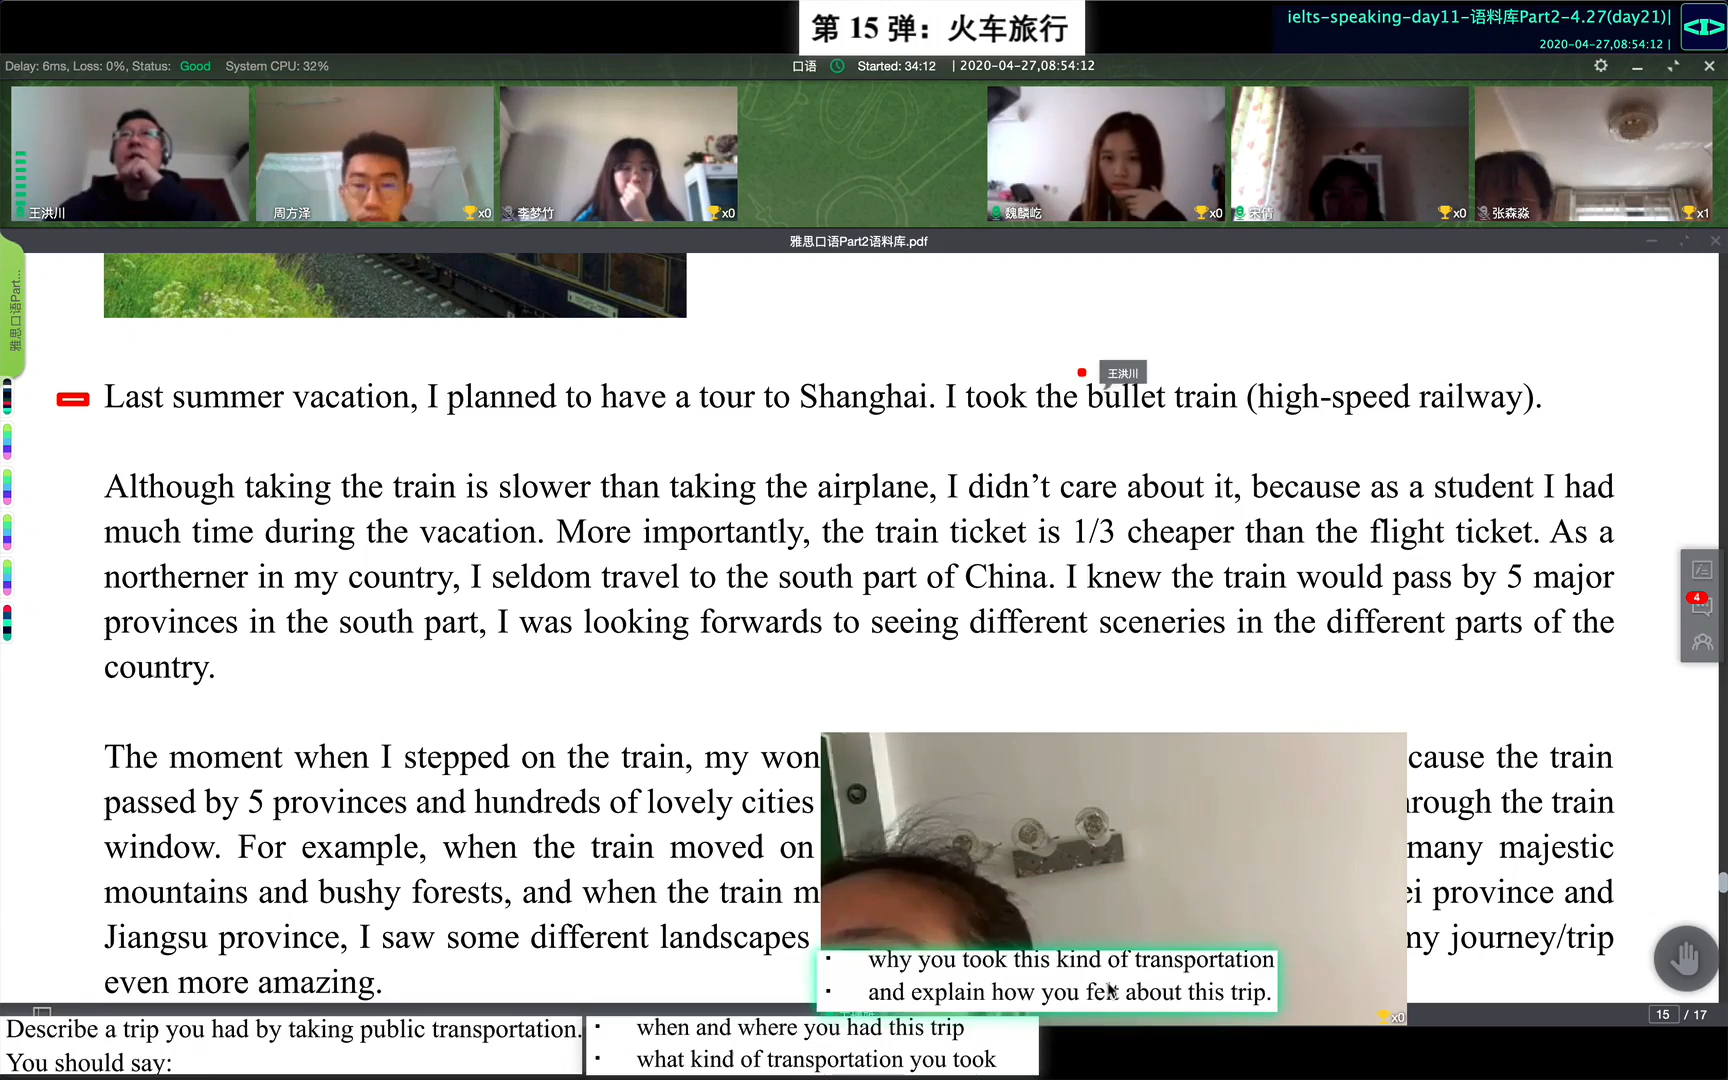 第 15 弹：火车旅行
ielts-speaking-day11-语料库Part2-4.27(day21)|
2020-04-27,08:54:12 |
Delay: 6ms, Loss: 0%, Status: Good System CPU: 32%
口语 Started: 34:12 | 2020-04-27,08:54:12
王洪川
周方泽 x0
李梦竹 x0
魏麟屹 x0
宋倩 x0
张森淼 x1
雅思口语Part2语料库.pdf
雅思口语Part...
王洪川
Last summer vacation, I planned to have a tour to Shanghai. I took the bullet train (high-speed railway).
Although taking the train is slower than taking the airplane, I didn’t care about it, because as a student I had
much time during the vacation. More importantly, the train ticket is 1/3 cheaper than the flight ticket. As a
northerner in my country, I seldom travel to the south part of China. I knew the train would pass by 5 major
provinces in the south part, I was looking forwards to seeing different sceneries in the different parts of the
country.
4
The moment when I stepped on the train, my won cause the train
passed by 5 provinces and hundreds of lovely cities rough the train
window. For example, when the train moved on many majestic
mountains and bushy forests, and when the train m ei province and
Jiangsu province, I saw some different landscapes my journey/trip
even more amazing.
· why you took this kind of transportation
· and explain how you felt about this trip.
x0
15 / 17
Describe a trip you had by taking public transportation.
You should say:
· when and where you had this trip
· what kind of transportation you took